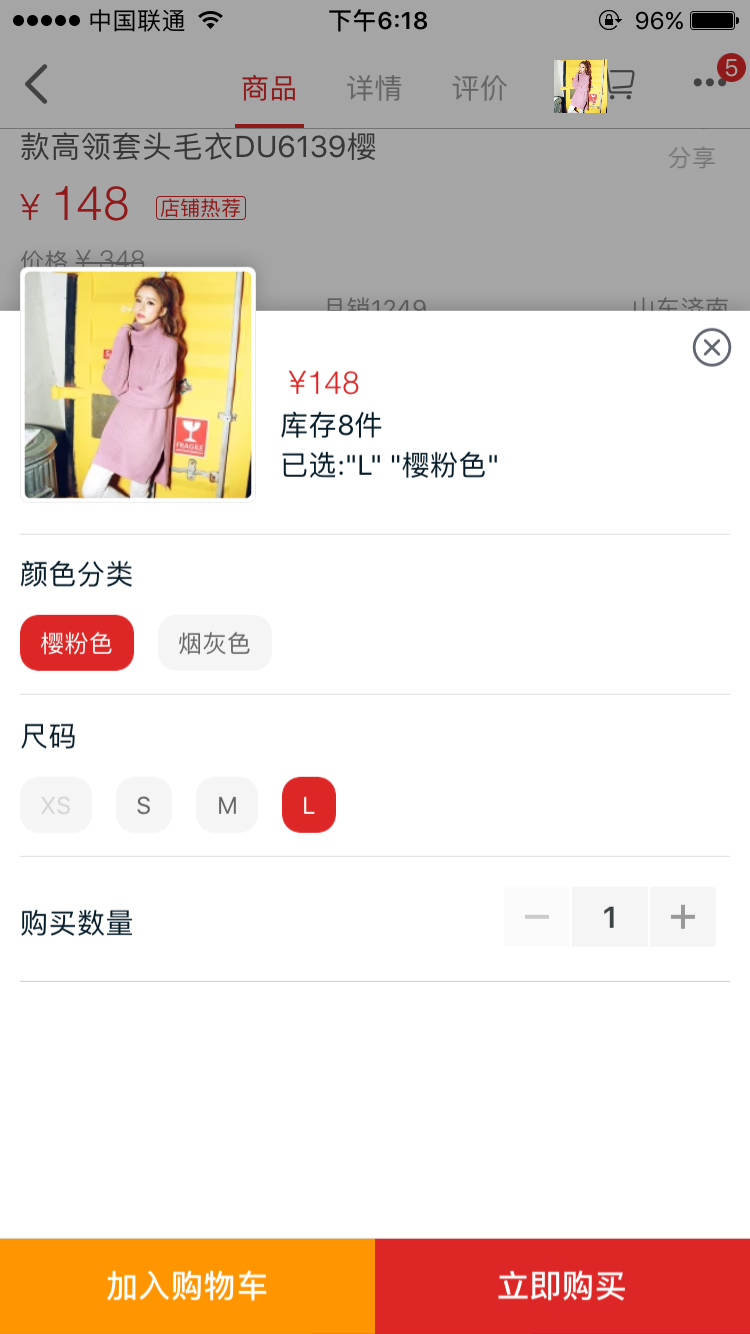 中国联通 下午6:18 96%
商品 详情 评价 5
款高领套头毛衣DU6139樱
分享
¥ 148 店铺热荐
价格 ¥ 348
月销1249 山东济南
¥148
库存8件
已选:"L" "樱粉色"
FRAGILE
颜色分类
樱粉色 烟灰色
尺码
XS S M L
购买数量 1
加入购物车 立即购买